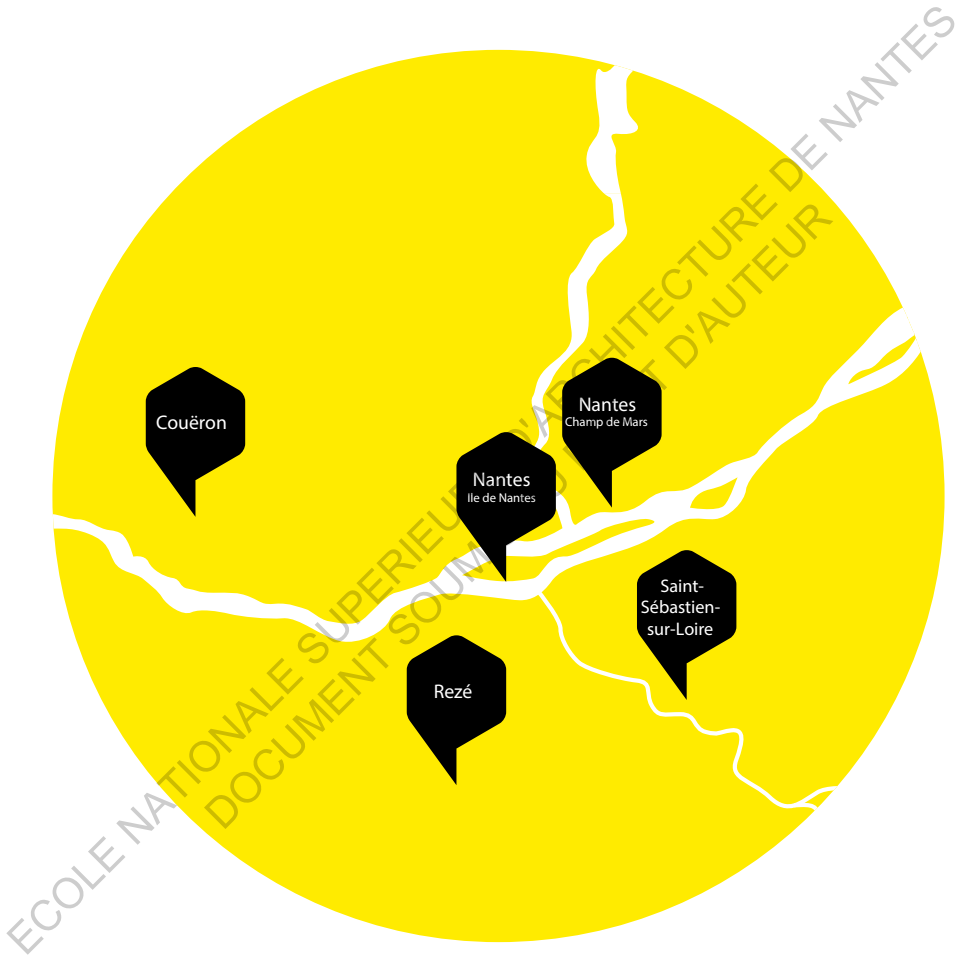 Couëron
Nantes
Champ de Mars
Nantes
Ile de Nantes
Saint-
Sébastien-
sur-Loire
Rezé
ECOLE NATIONALE SUPERIEURE D'ARCHITECTURE DE NANTES
DOCUMENT SOUMIS AU DROIT D'AUTEUR